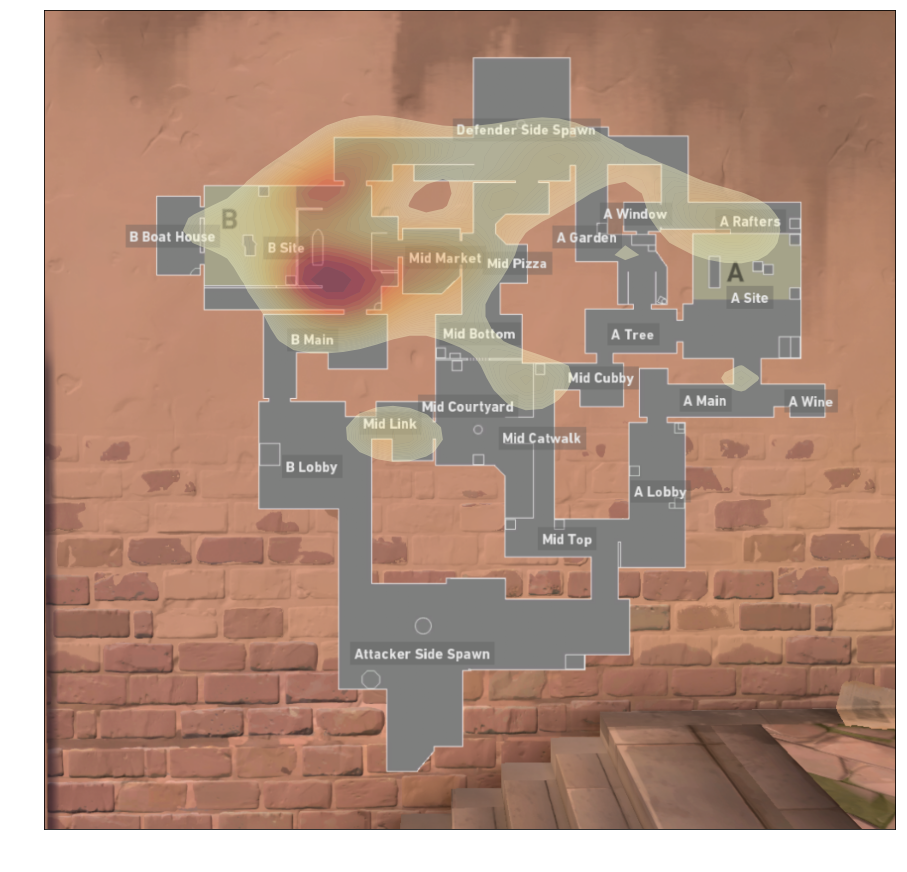 Defender Side Spawn
A Window
B
A Rafters
B Boat House
A Garden
B Site
Mid Market
Mid Pizza
A
A Site
Mid Bottom
A Tree
B Main
Mid Cubby
A Main
A Wine
Mid Courtyard
Mid Link
Mid Catwalk
B Lobby
A Lobby
Mid Top
Attacker Side Spawn